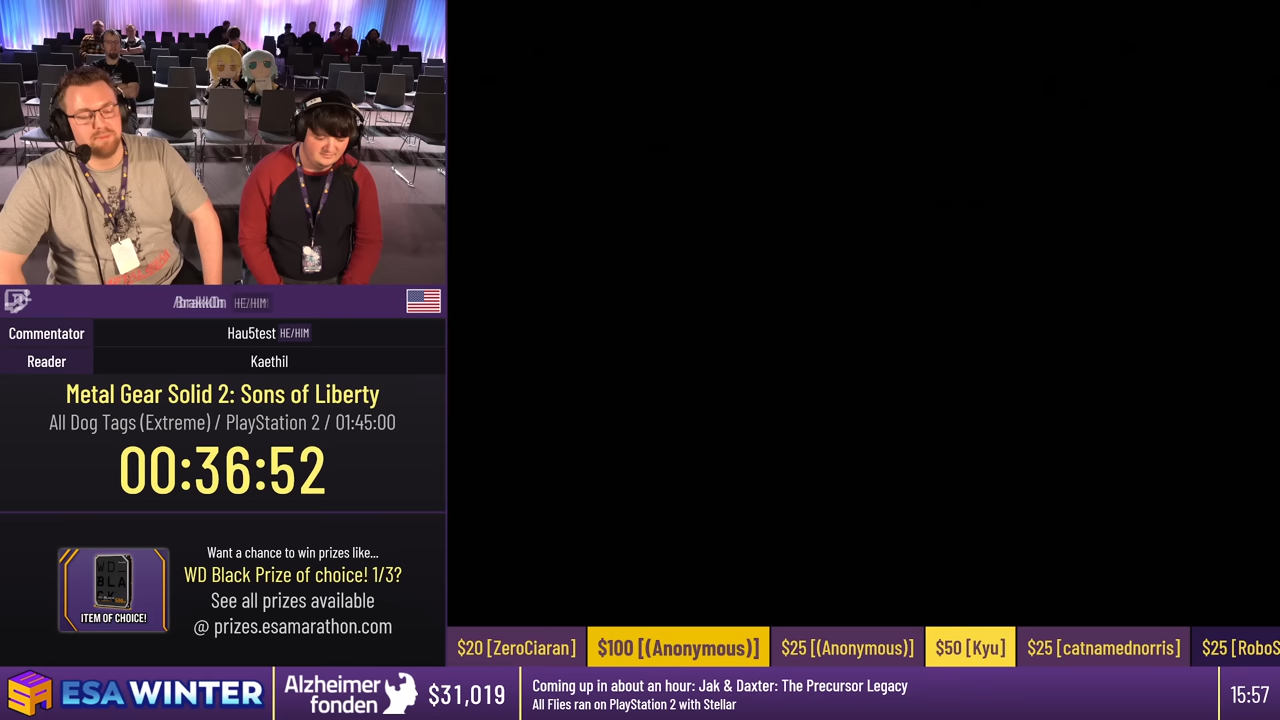 HE/HIM
Commentator
Hau5test HE/HIM
Reader
Kaethil
Metal Gear Solid 2: Sons of Liberty
All Dog Tags (Extreme) / PlayStation 2 / 01:45:00
00:36:52
WD
BLA
ITEM OF CHOICE!
Want a chance to win prizes like...
WD Black Prize of choice! 1/3?
See all prizes available
@ prizes.esamarathon.com
$20 [ZeroCiaran] $100 [(Anonymous)] $25 [(Anonymous)] $50 [Kyu] $25 [catnamednorris] $25 [RoboS
ESA WINTER
Alzheimer
fonden
$31,019
Coming up in about an hour: Jak & Daxter: The Precursor Legacy
All Flies ran on PlayStation 2 with Stellar
15:57